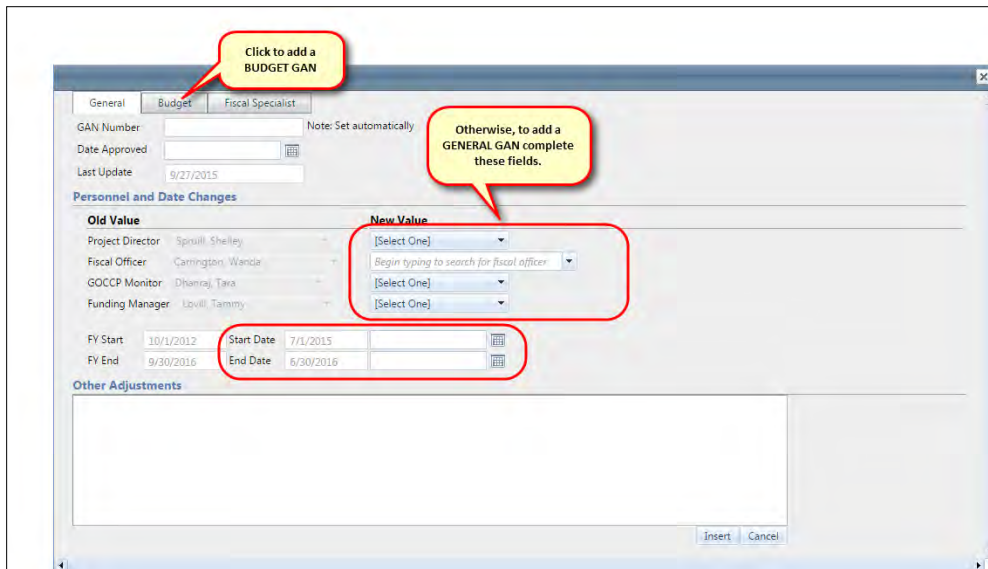 Click to add a
BUDGET GAN
General Budget Fiscal Specialist
GAN Number Note: Set automatically
Otherwise, to add a
GENERAL GAN complete
these fields.
Date Approved
Last Update 9/27/2015
Personnel and Date Changes
Old Value New Value
Project Director Spruill, Shelley [Select One]
Fiscal Officer Carrington, Wanda Begin typing to search for fiscal officer
GOCCP Monitor Dhanraj, Tara [Select One]
Funding Manager Lovill, Tammy [Select One]
FY Start 10/1/2012 Start Date 7/1/2015
FY End 9/30/2016 End Date 6/30/2016
Other Adjustments
Insert Cancel